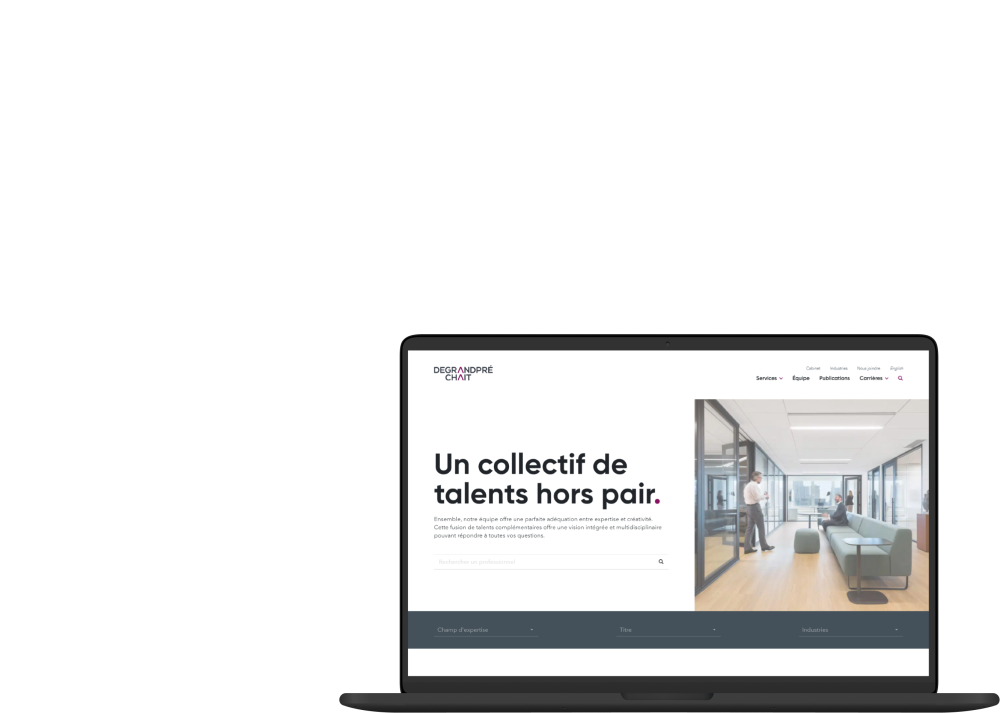 DEGRANDPRÉ
CHAIT
Cabinet Industries Nous joindre English
Services Équipe Publications Carrières
Un collectif de
talents hors pair.
Ensemble, notre équipe offre une parfaite adéquation entre expertise et créativité.
Cette fusion de talents complémentaires offre une vision intégrée et multidisciplinaire
pouvant répondre à toutes vos questions.
Rechercher un professionnel
Champ d'expertise Titre Industries